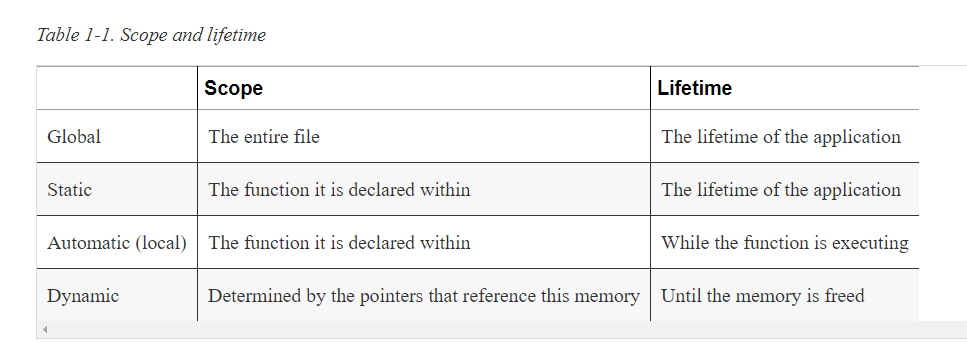 Table 1-1. Scope and lifetime
Scope Lifetime
Global The entire file The lifetime of the application
Static The function it is declared within The lifetime of the application
Automatic (local) The function it is declared within While the function is executing
Dynamic Determined by the pointers that reference this memory Until the memory is freed